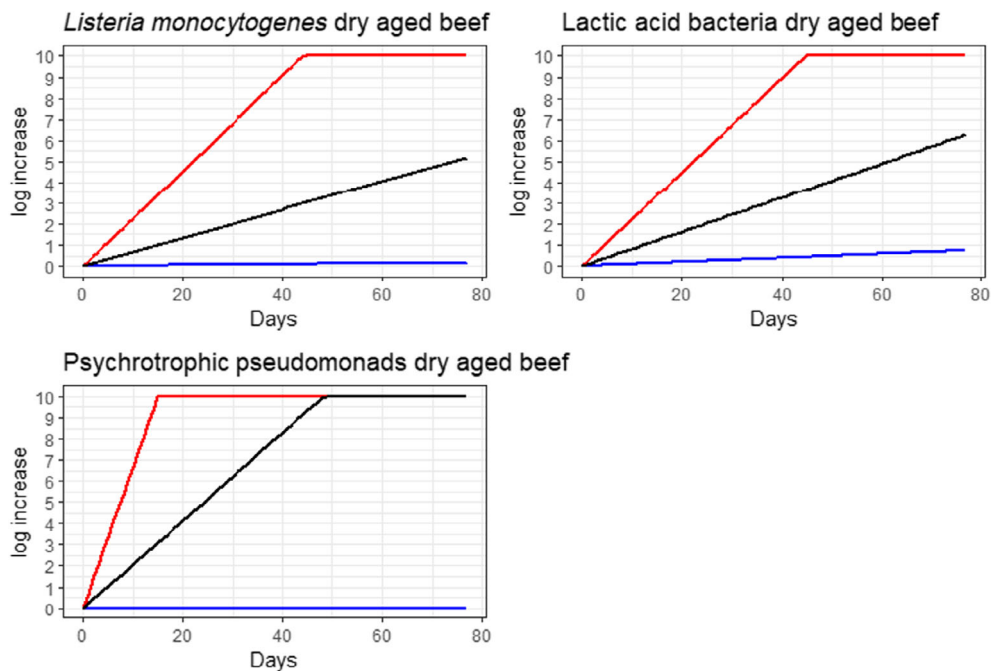 Listeria monocytogenes dry aged beef
log increase
10
9
8
7
6
5
4
3
2
1
0
0 20 40 60 80
Days
Lactic acid bacteria dry aged beef
log increase
10
9
8
7
6
5
4
3
2
1
0
0 20 40 60 80
Days
Psychrotrophic pseudomonads dry aged beef
log increase
10
9
8
7
6
5
4
3
2
1
0
0 20 40 60 80
Days